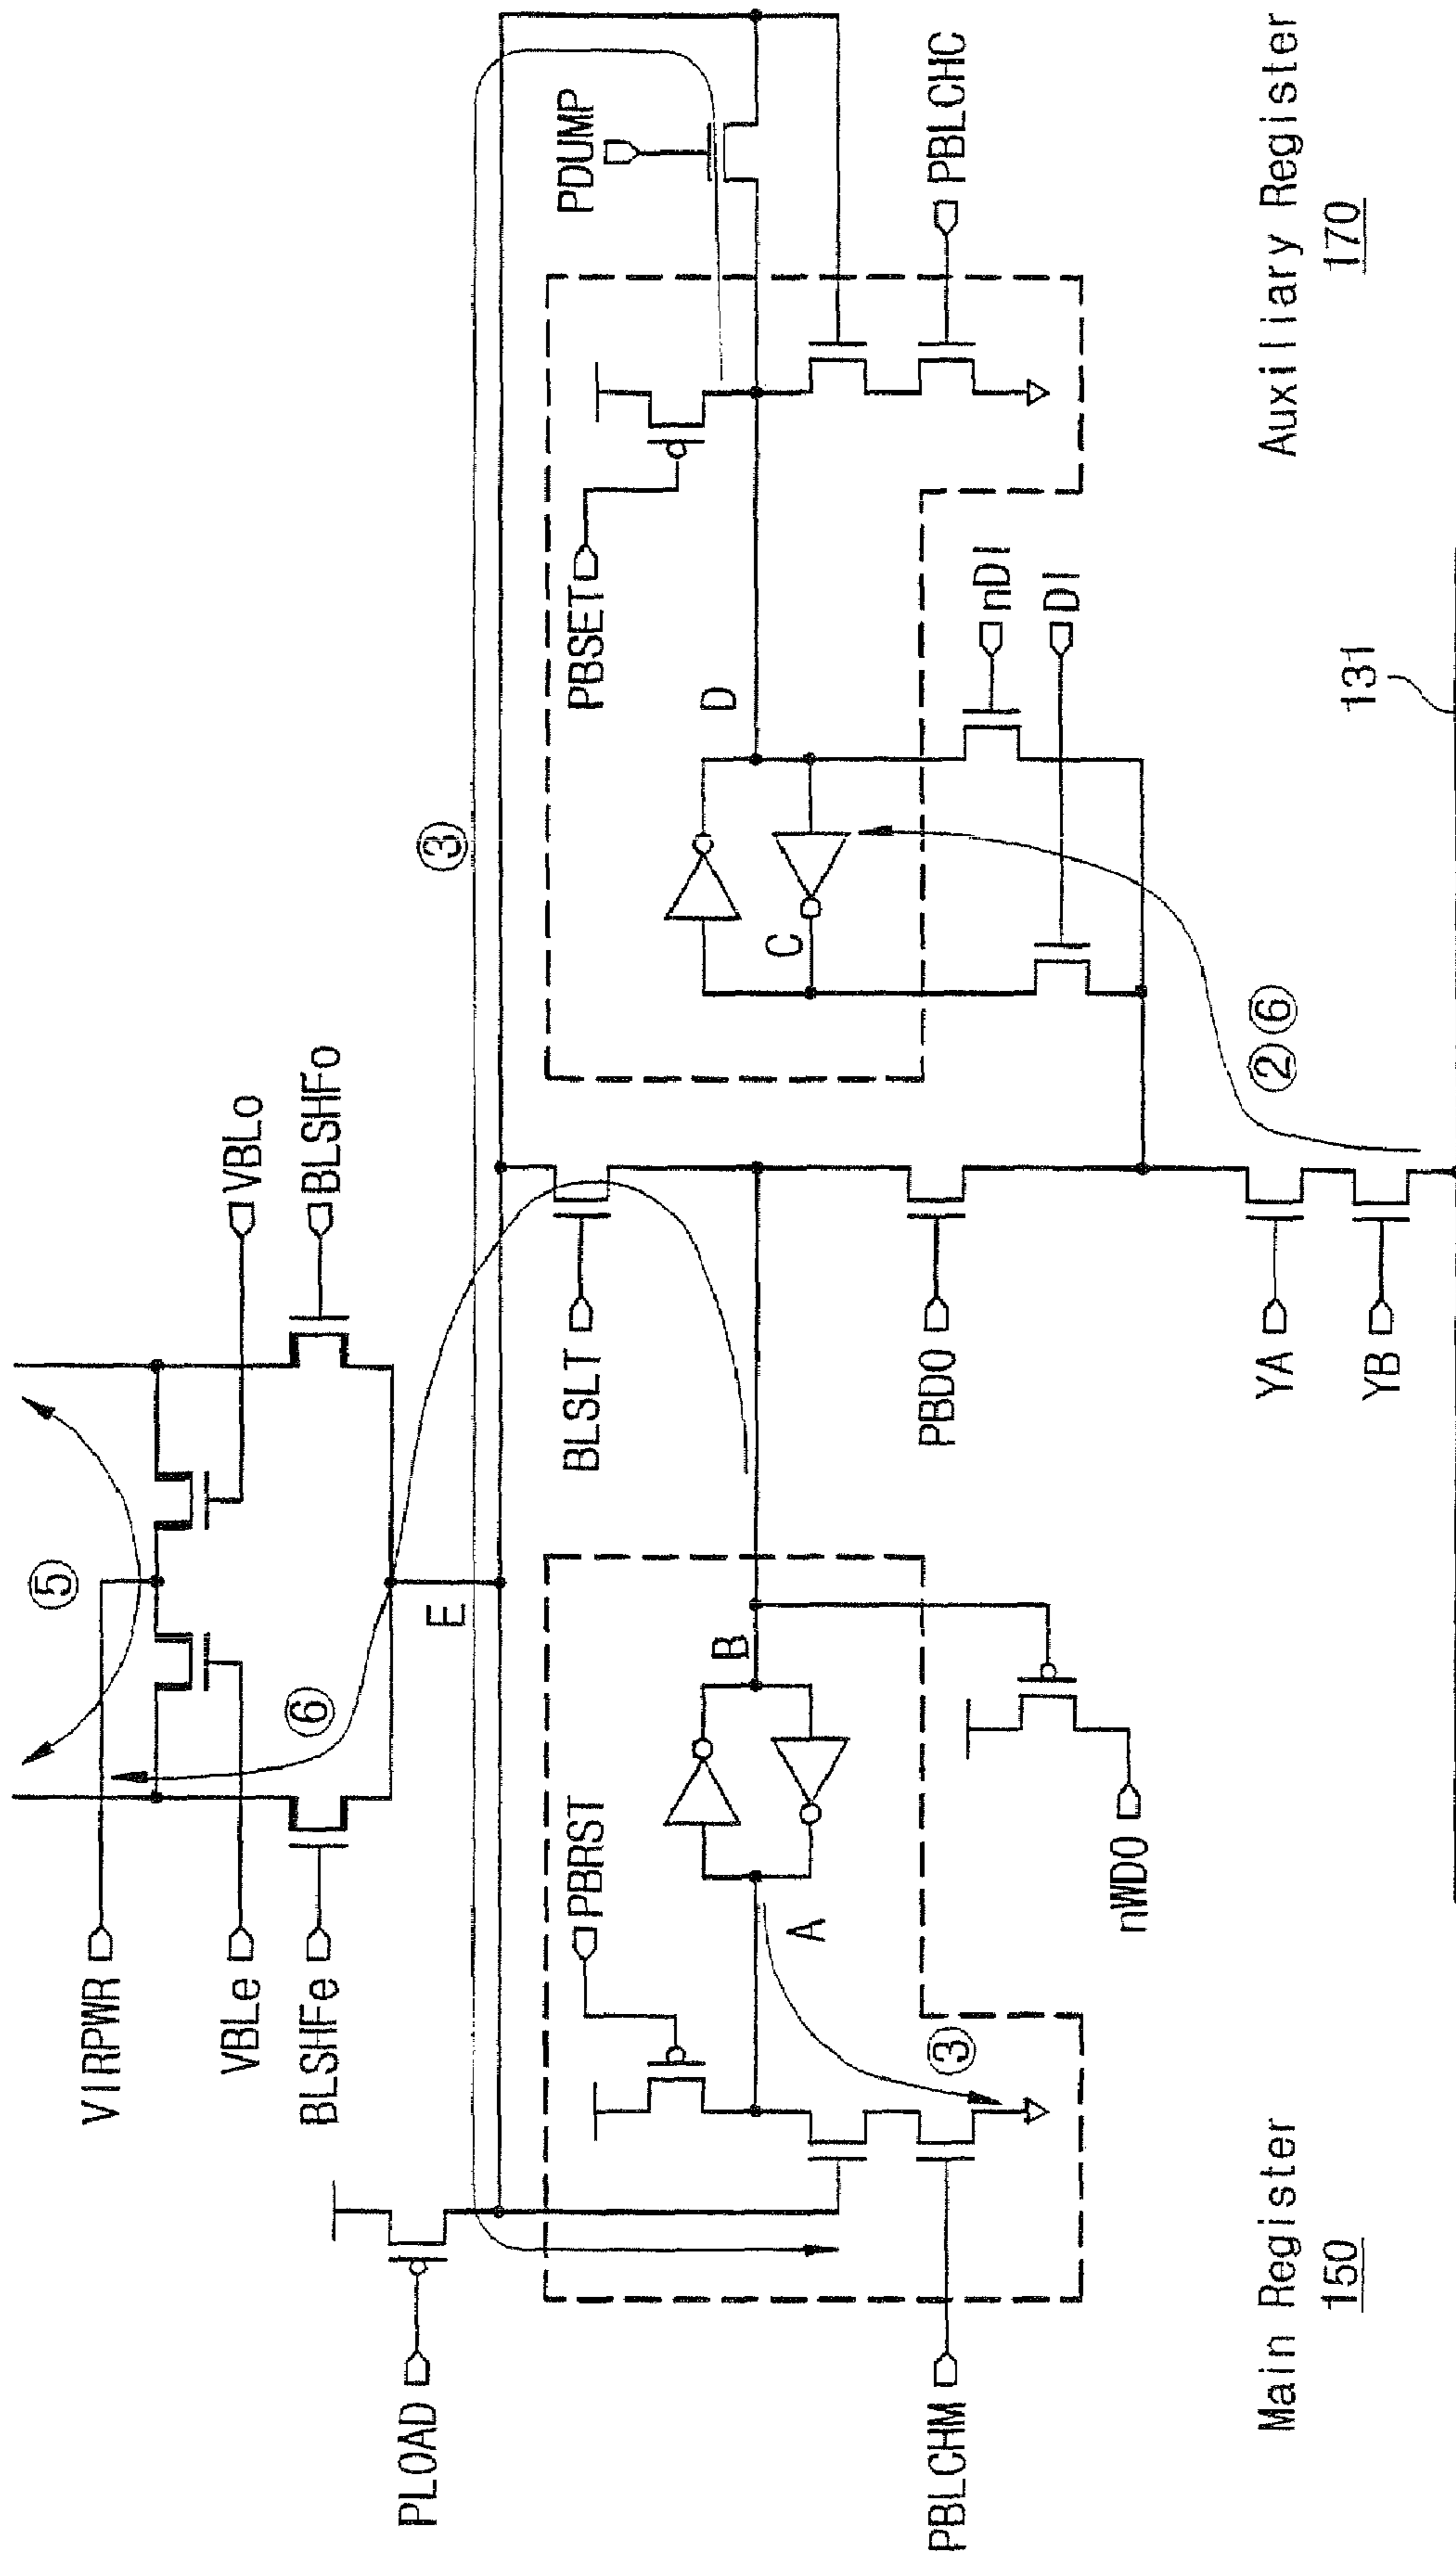 VIRPWR
VBLe
BLSHFe
⑤
⑥
VBLo
BLSHFo
E
PLOAD
③
PBRST
A
B
③
PBLCHM
nWDO
BLSLT
PBDO
YA
YB
②⑥
C
D
PBSET
PDUMP
PBLCHC
nDI
DI
131
Main Register
150
Auxiliary Register
170